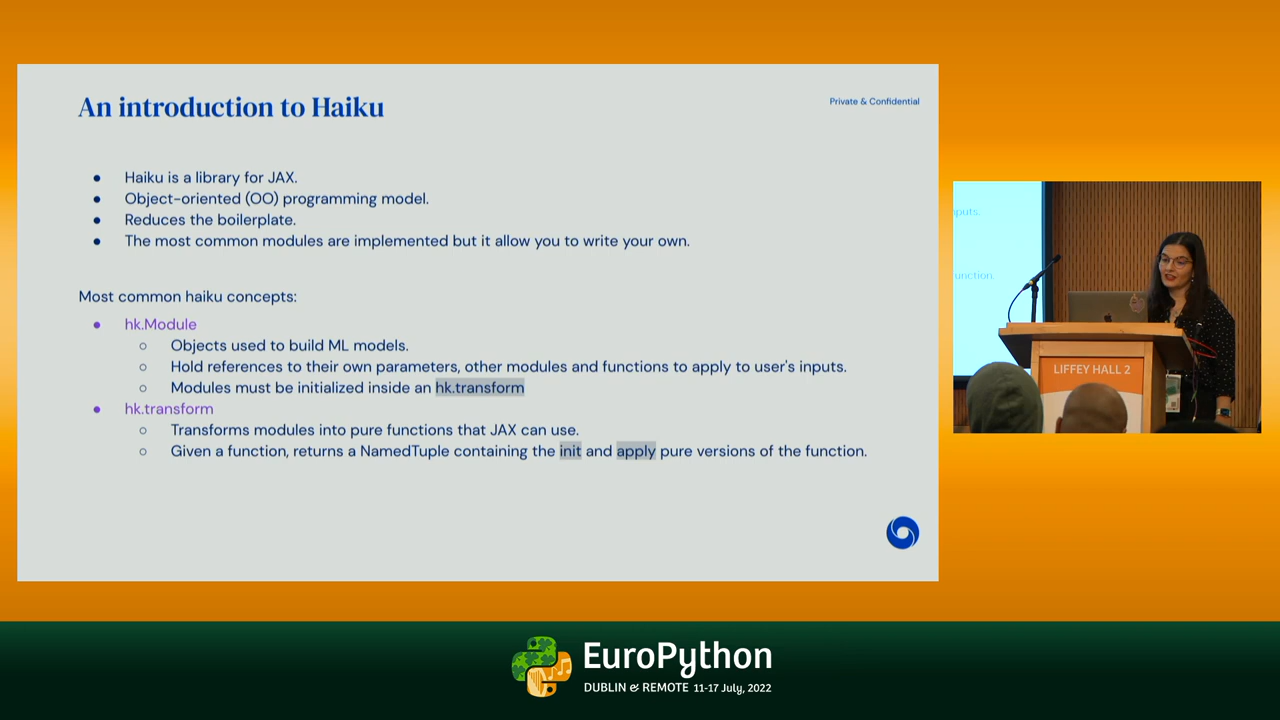 An introduction to Haiku
Private & Confidential
● Haiku is a library for JAX.
● Object-oriented (OO) programming model.
● Reduces the boilerplate.
● The most common modules are implemented but it allow you to write your own.
Most common haiku concepts:
● hk.Module
○ Objects used to build ML models.
○ Hold references to their own parameters, other modules and functions to apply to user's inputs.
○ Modules must be initialized inside an hk.transform
● hk.transform
○ Transforms modules into pure functions that JAX can use.
○ Given a function, returns a NamedTuple containing the init and apply pure versions of the function.
nputs.
unction.
LIFFEY HALL 2
EuroPython
DUBLIN & REMOTE 11-17 July, 2022